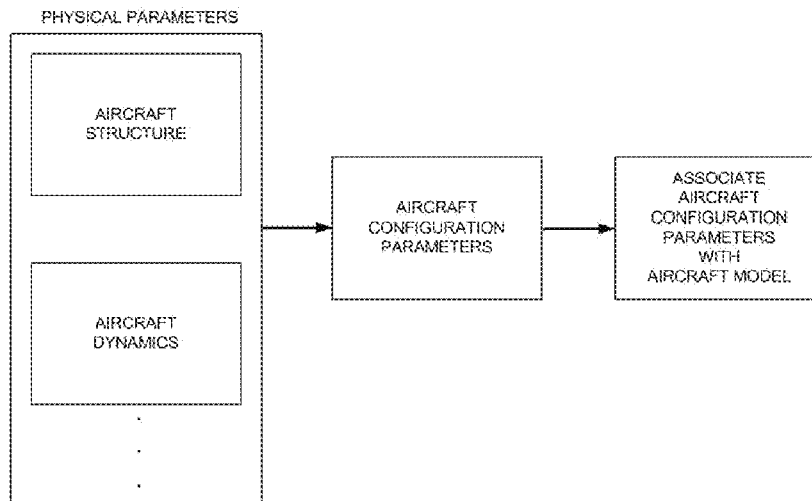 PHYSICAL PARAMETERS
AIRCRAFT
STRUCTURE
AIRCRAFT
DYNAMICS
AIRCRAFT
CONFIGURATION
PARAMETERS
ASSOCIATE
AIRCRAFT
CONFIGURATION
PARAMETERS
WITH
AIRCRAFT MODEL